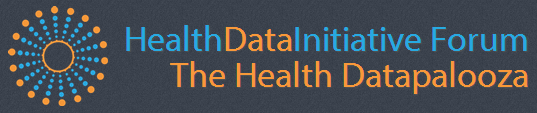 HealthDataInitiative Forum
The Health Datapalooza